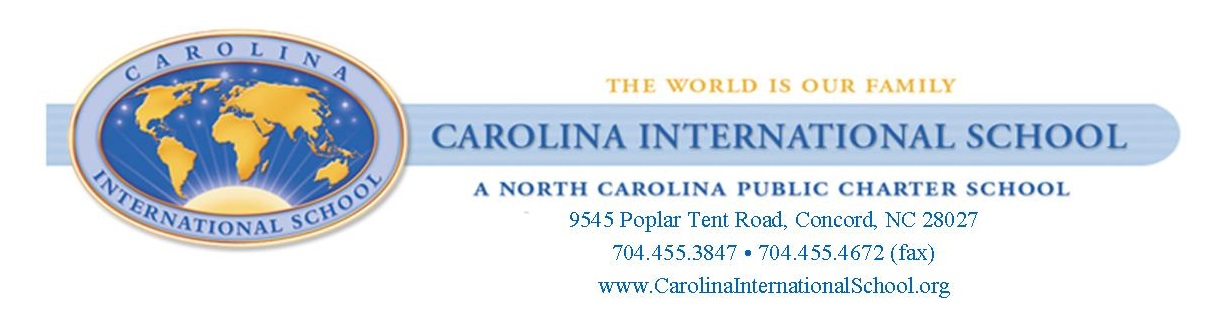 CAROLINA
INTERNATIONAL SCHOOL
THE WORLD IS OUR FAMILY
CAROLINA INTERNATIONAL SCHOOL
A NORTH CAROLINA PUBLIC CHARTER SCHOOL
9545 Poplar Tent Road, Concord, NC 28027
704.455.3847 • 704.455.4672 (fax)
www.CarolinaInternationalSchool.org